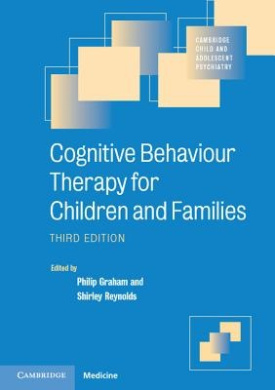 CAMBRIDGE
CHILD AND
ADOLESCENT
PSYCHIATRY
Cognitive Behaviour
Therapy for
Children and Families
THIRD EDITION
Edited by
Philip Graham and
Shirley Reynolds
CAMBRIDGE Medicine